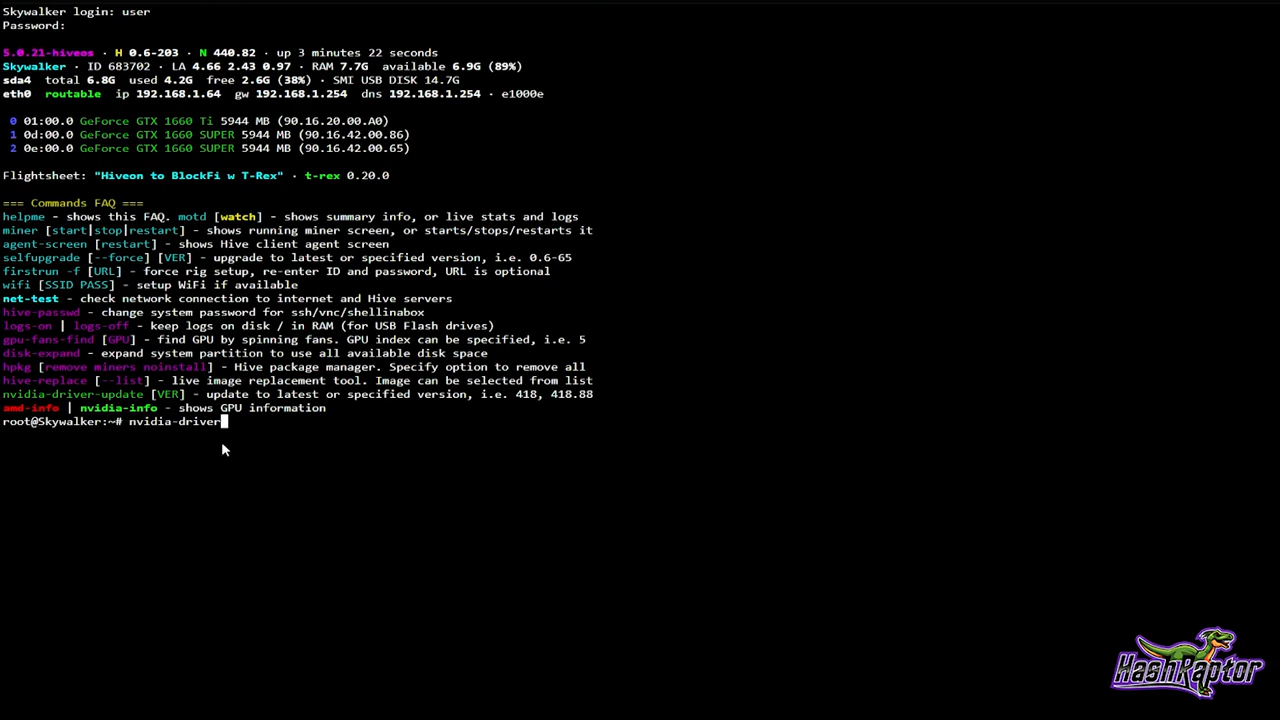 Skywalker login: user
Password:
5.0.21-hiveos · H 0.6-203 · N 440.82 · up 3 minutes 22 seconds
Skywalker · ID 683702 · LA 4.66 2.43 0.97 · RAM 7.7G available 6.9G (89%)
sda4 total 6.8G used 4.2G free 2.6G (38%) · SMI USB DISK 14.7G
eth0 routable ip 192.168.1.64 gw 192.168.1.254 dns 192.168.1.254 · e1000e
0 01:00.0 GeForce GTX 1660 Ti 5944 MB (90.16.20.00.A0)
1 0d:00.0 GeForce GTX 1660 SUPER 5944 MB (90.16.42.00.86)
2 0e:00.0 GeForce GTX 1660 SUPER 5944 MB (90.16.42.00.65)
Flightsheet: "Hiveon to BlockFi w T-Rex" · t-rex 0.20.0
=== Commands FAQ ===
helpme - shows this FAQ. motd [watch] - shows summary info, or live stats and logs
miner [start|stop|restart] - shows running miner screen, or starts/stops/restarts it
agent-screen [restart] - shows Hive client agent screen
selfupgrade [--force] [VER] - upgrade to latest or specified version, i.e. 0.6-65
firstrun -f [URL] - force rig setup, re-enter ID and password, URL is optional
wifi [SSID PASS] - setup WiFi if available
net-test - check network connection to internet and Hive servers
hive-passwd - change system password for ssh/vnc/shellinabox
logs-on | logs-off - keep logs on disk / in RAM (for USB Flash drives)
gpu-fans-find [GPU] - find GPU by spinning fans. GPU index can be specified, i.e. 5
disk-expand - expand system partition to use all available disk space
hpkg [remove miners noinstall] - Hive package manager. Specify option to remove all
hive-replace [--list] - live image replacement tool. Image can be selected from list
nvidia-driver-update [VER] - update to latest or specified version, i.e. 418, 418.88
amd-info | nvidia-info - shows GPU information
root@Skywalker:~# nvidia-driver
HashRaptor